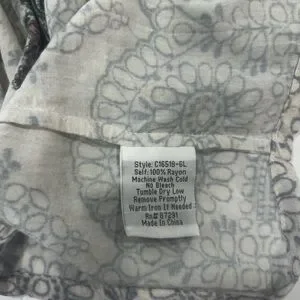 Style: C16518-6L
Self: 100% Rayon
Machine Wash Cold
No Bleach
Tumble Dry Low
Remove Promptly
Warm Iron If Needed
Rn# 67291
Made In China